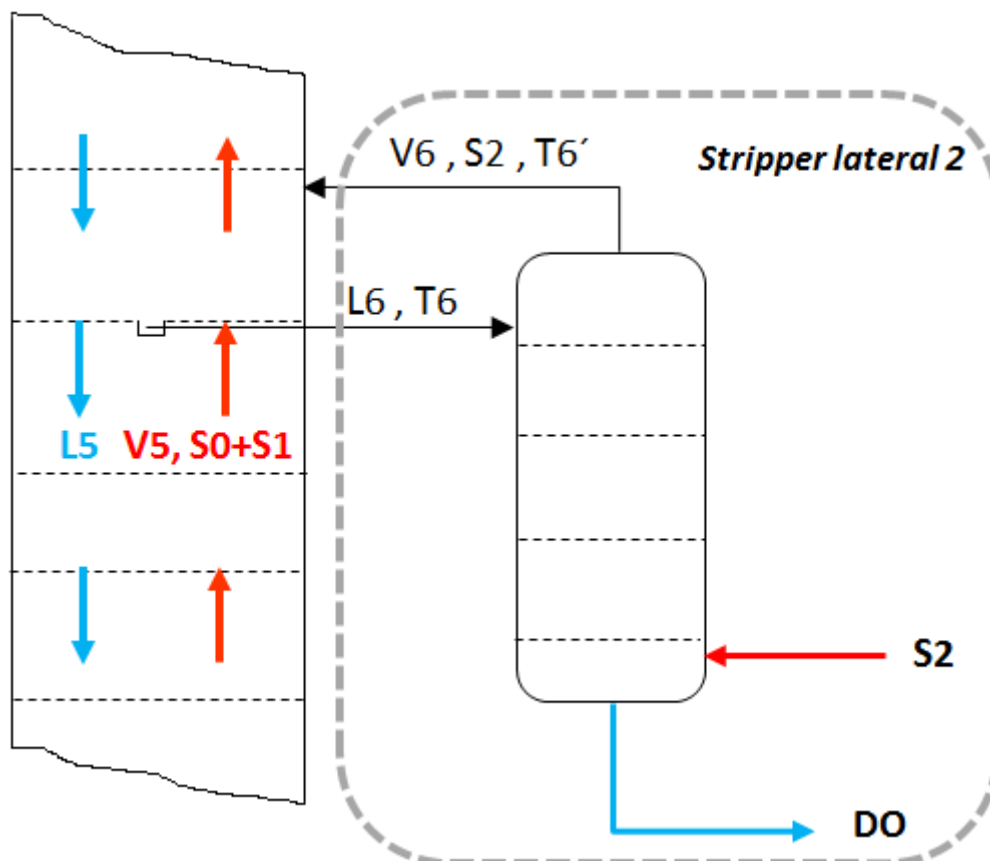 V6 , S2 , T6´
Stripper lateral 2
L6 , T6
L5
V5, S0+S1
S2
DO